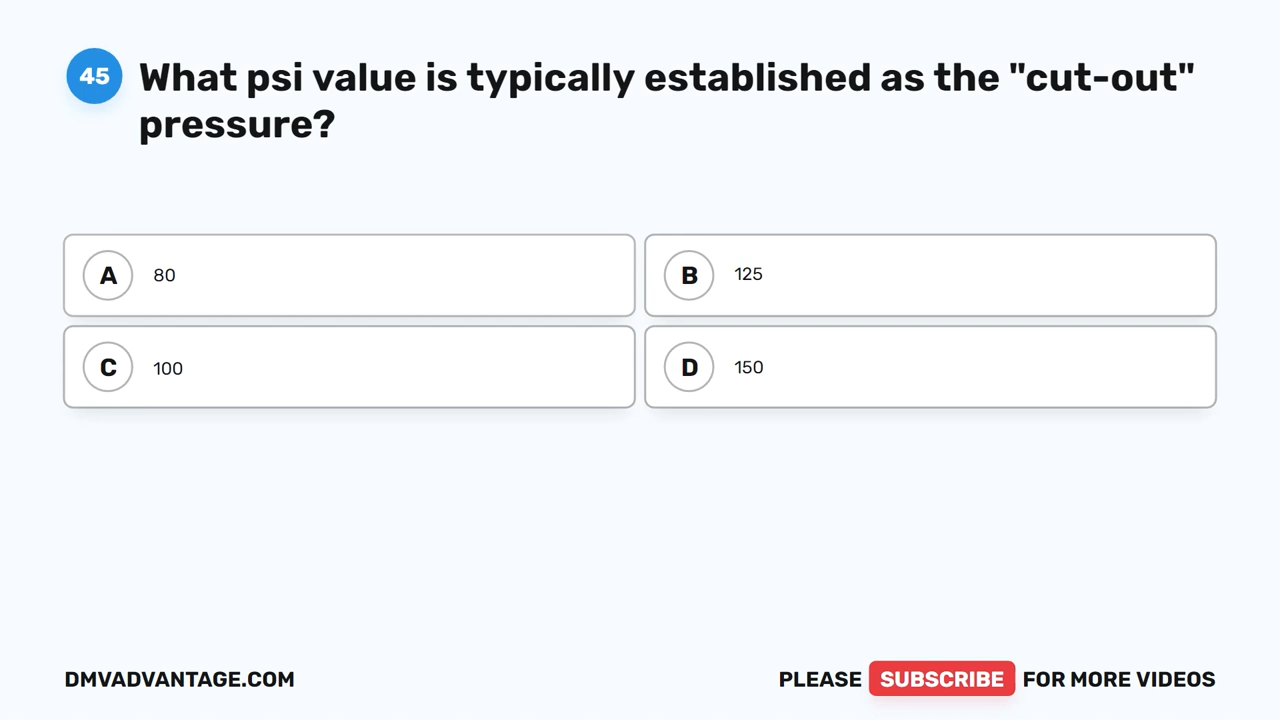 45
What psi value is typically established as the "cut-out"
pressure?
A 80
B 125
C 100
D 150
DMVADVANTAGE.COM
PLEASE SUBSCRIBE FOR MORE VIDEOS